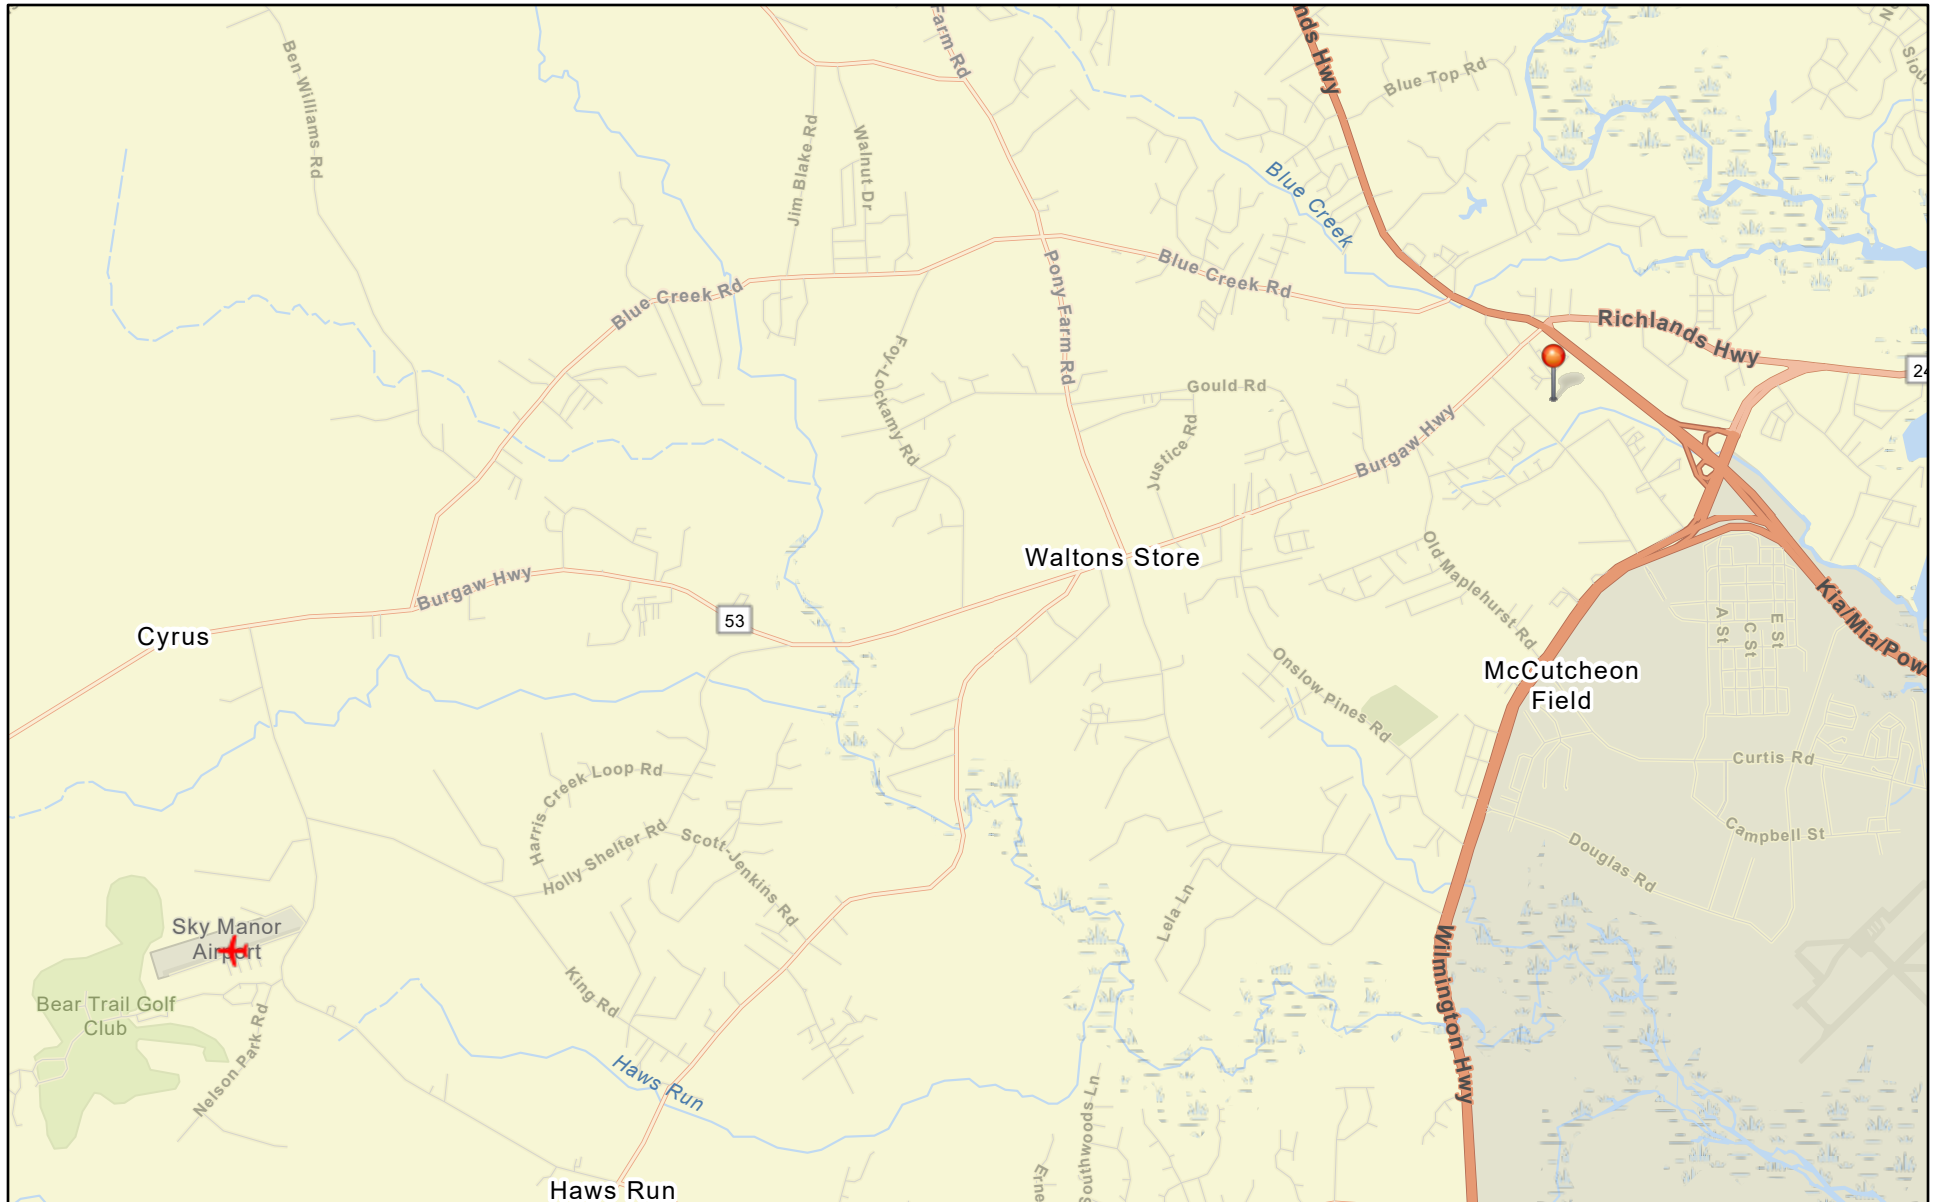 Farm Rd
nds Hwy
Ben Williams Rd
Blue Top Rd
Jim Blake Rd
Walnut Dr
Blue Creek
Blue Creek Rd
Blue Creek Rd
Pony Farm Rd
Richlands Hwy
24
Foy-Lockamy Rd
Gould Rd
Justice Rd
Burgaw Hwy
Waltons Store
Old Maplehurst Rd
Burgaw Hwy
53
Cyrus
A St
C St
E St
Kia/Mia/Pow
McCutcheon
Field
Onslow Pines Rd
Curtis Rd
Harris Creek Loop Rd
Holly Shelter Rd
Scott-Jenkins Rd
Campbell St
Douglas Rd
Lela Ln
Sky Manor
Airport
Wilmington Hwy
King Rd
Bear Trail Golf
Club
Nelson Park Rd
Haws Run
Southwoods Ln
Erne
Haws Run